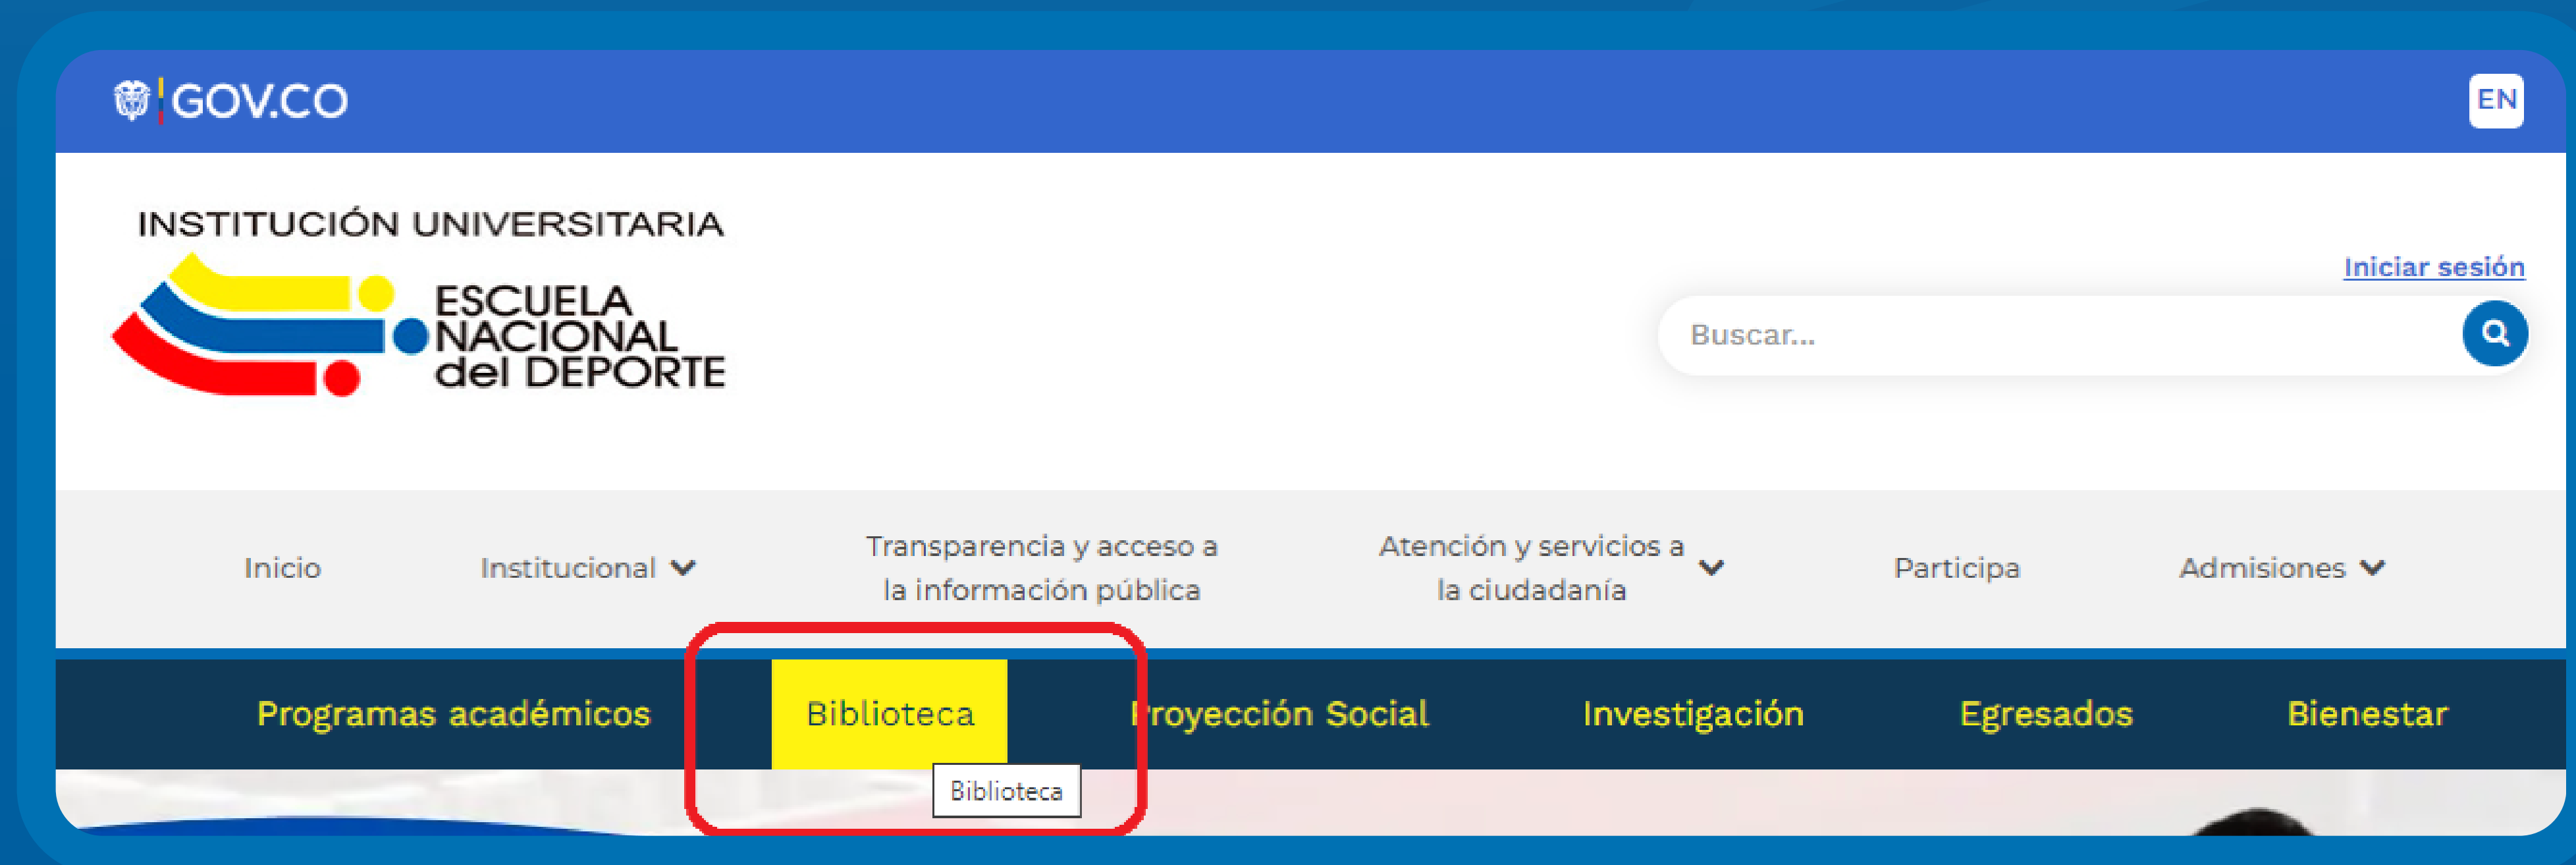 GOV.CO
EN
INSTITUCIÓN UNIVERSITARIA
ESCUELA
NACIONAL
del DEPORTE
Iniciar sesión
Buscar...
Inicio
Institucional
Transparencia y acceso a
la información pública
Atención y servicios a
la ciudadanía
Participa
Admisiones
Programas académicos
Biblioteca
Proyección Social
Investigación
Egresados
Bienestar
Biblioteca